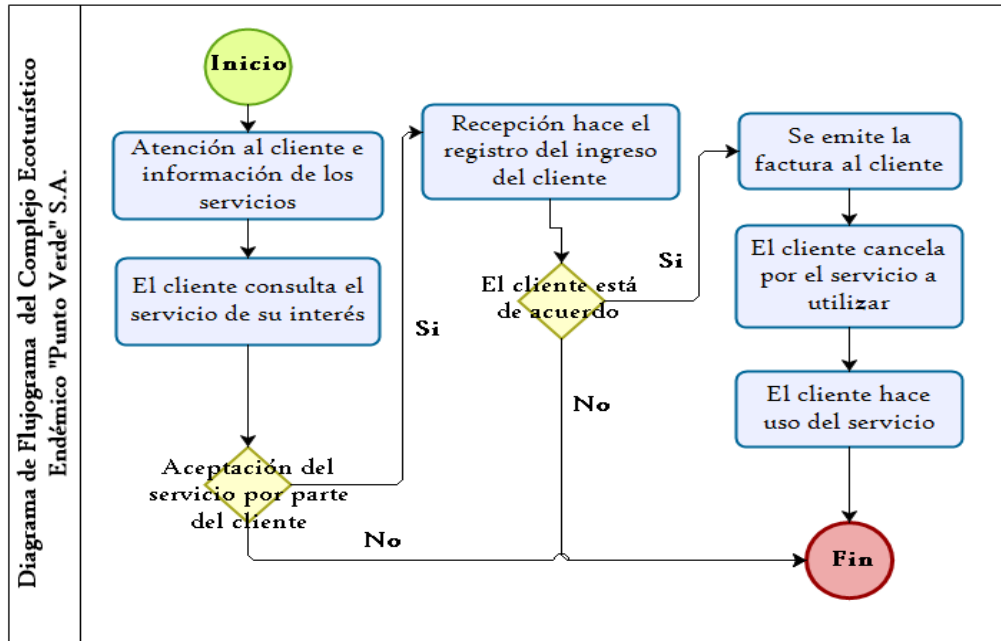 Diagrama de Flujograma del Complejo Ecoturístico
Endémico "Punto Verde" S.A.
Inicio
Atención al cliente e
información de los
servicios
El cliente consulta el
servicio de su interés
Aceptación del
servicio por parte
del cliente
Si
No
Recepción hace el
registro del ingreso
del cliente
El cliente está
de acuerdo
Si
No
Se emite la
factura al cliente
El cliente cancela
por el servicio a
utilizar
El cliente hace
uso del servicio
Fin